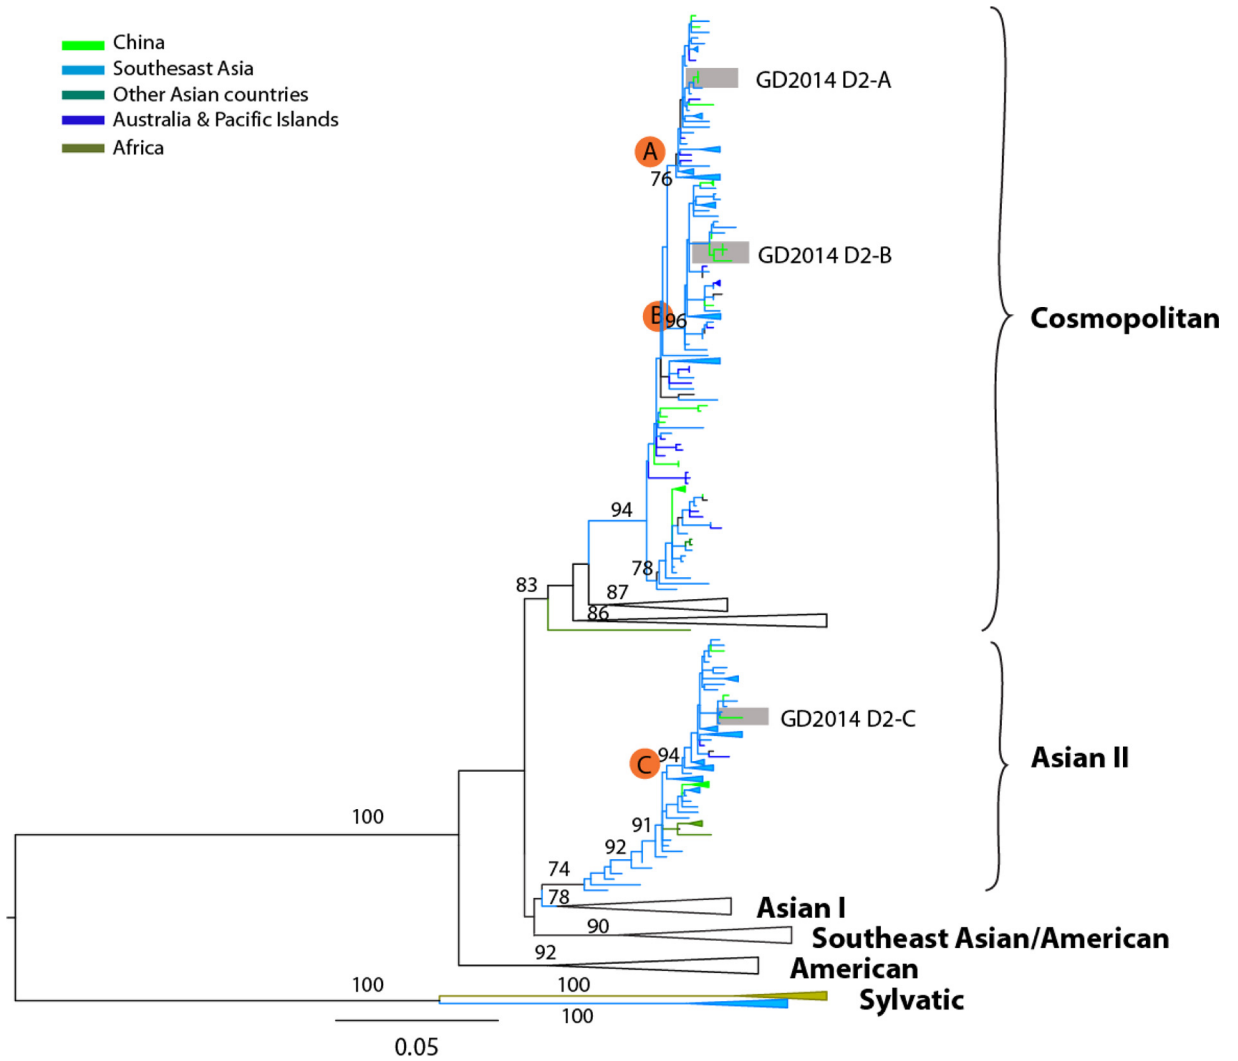 China
Southesast Asia
Other Asian countries
Australia & Pacific Islands
Africa
GD2014 D2-A
A
76
GD2014 D2-B
B
96
Cosmopolitan
94
78
83
87
86
GD2014 D2-C
C
94
Asian II
91
92
74
78
Asian I
90
Southeast Asian/American
92
American
100
100
100
Sylvatic
100
0.05